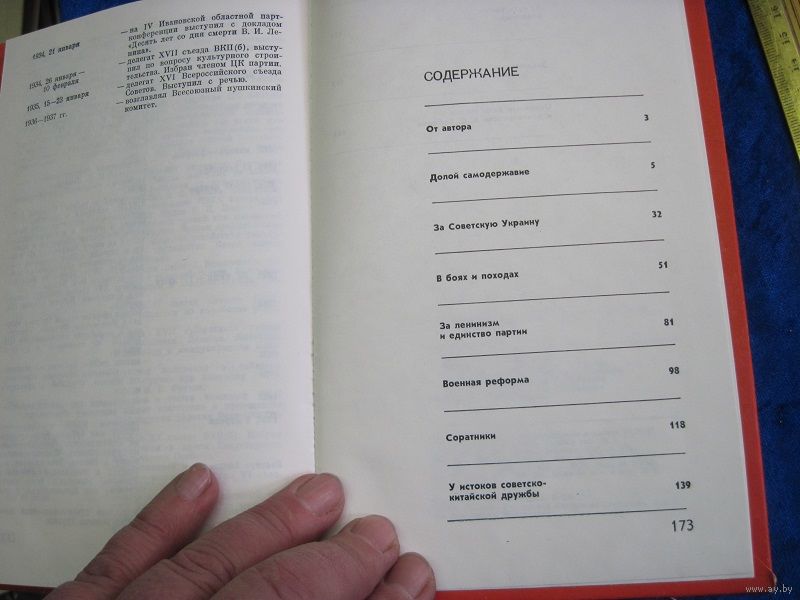 1934, 21 января
— на IV Ивановской областной парт-
конференции выступил с докладом
«Десять лет со дня смерти В. И. Ле-
нина».
1934, 26 января —
10 февраля
— делегат XVII съезда ВКП(б), высту-
пил по вопросу культурного строи-
тельства. Избран членом ЦК партии.
1935, 15—23 января
— делегат XVI Всероссийского съезда
Советов. Выступил с речью.
1936—1937 гг.
— возглавлял Всесоюзный пушкинский
комитет.
СОДЕРЖАНИЕ
От автора 3
Долой самодержавие 5
За Советскую Украину 32
В боях и походах 51
За ленинизм
и единство партии 81
Военная реформа 98
Соратники 118
У истоков советско-
китайской дружбы 139
173
www.ay.by